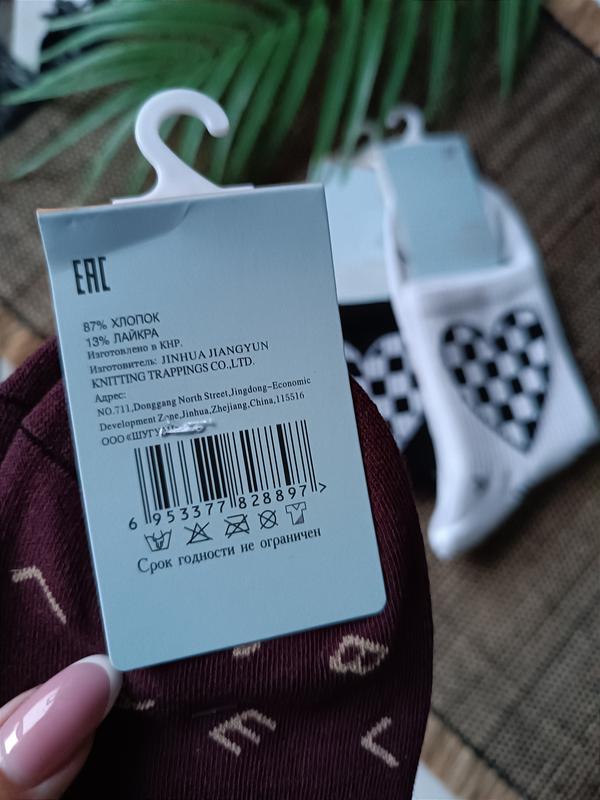 EAC
87% ХЛОПОК
13% ЛАЙКРА
Изготовлено в КНР.
Изготовитель: JINHUA JIANGYUN
KNITTING TRAPPINGS CO.,LTD.
Адрес:
NO.711,Donggang North Street,Jingdong-Economic
Development Zone,Jinhua,Zhejiang,China,115516
ООО
6 953377 828897 >
Срок годности не ограничен